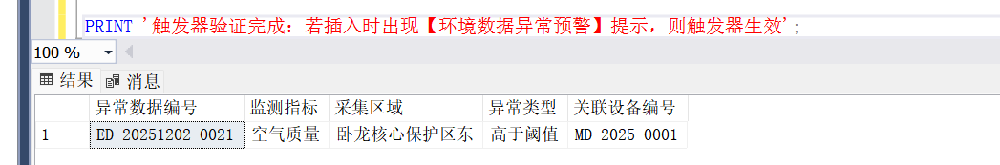 PRINT '触发器验证完成：若插入时出现【环境数据异常预警】提示，则触发器生效';
100 %
结果 消息
异常数据编号 监测指标 采集区域 异常类型 关联设备编号
1 ED-20251202-0021 空气质量 卧龙核心保护区东 高于阈值 MD-2025-0001